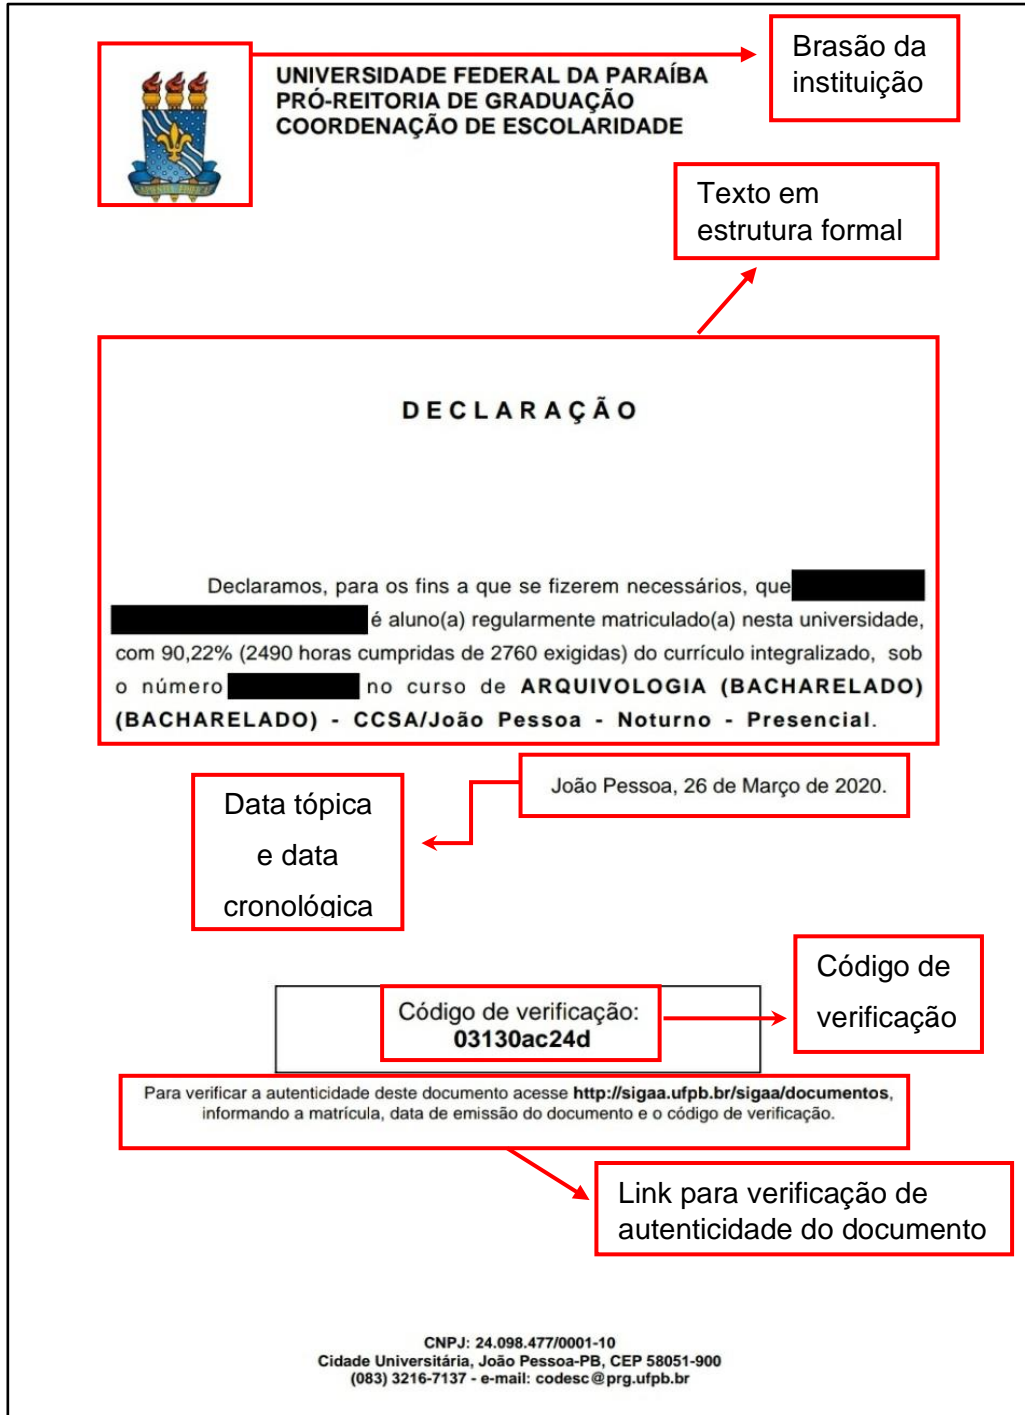 Brasão da
instituição
UNIVERSIDADE FEDERAL DA PARAÍBA
PRÓ-REITORIA DE GRADUAÇÃO
COORDENAÇÃO DE ESCOLARIDADE
Texto em
estrutura formal
DECLARAÇÃO
Declaramos, para os fins a que se fizerem necessários, que
é aluno(a) regularmente matriculado(a) nesta universidade,
com 90,22% (2490 horas cumpridas de 2760 exigidas) do currículo integralizado, sob
o número no curso de ARQUIVOLOGIA (BACHARELADO)
(BACHARELADO) - CCSA/João Pessoa - Noturno - Presencial.
João Pessoa, 26 de Março de 2020.
Data tópica
e data
cronológica
Código de
verificação
Código de verificação:
03130ac24d
Para verificar a autenticidade deste documento acesse http://sigaa.ufpb.br/sigaa/documentos,
informando a matrícula, data de emissão do documento e o código de verificação.
Link para verificação de
autenticidade do documento
CNPJ: 24.098.477/0001-10
Cidade Universitária, João Pessoa-PB, CEP 58051-900
(083) 3216-7137 - e-mail: codesc@prg.ufpb.br